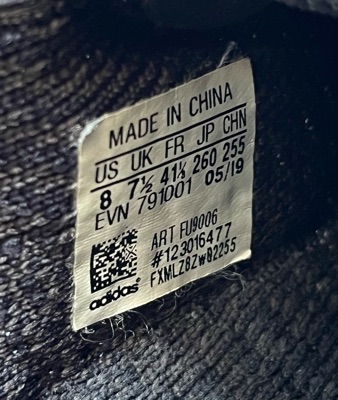 MADE IN CHINA
US UK FR JP CHN
8 7½ 41⅓ 260 255
EVN 791001 05/19
ART FU9006
#123016477
FXMLZ8ZW02255
adidas